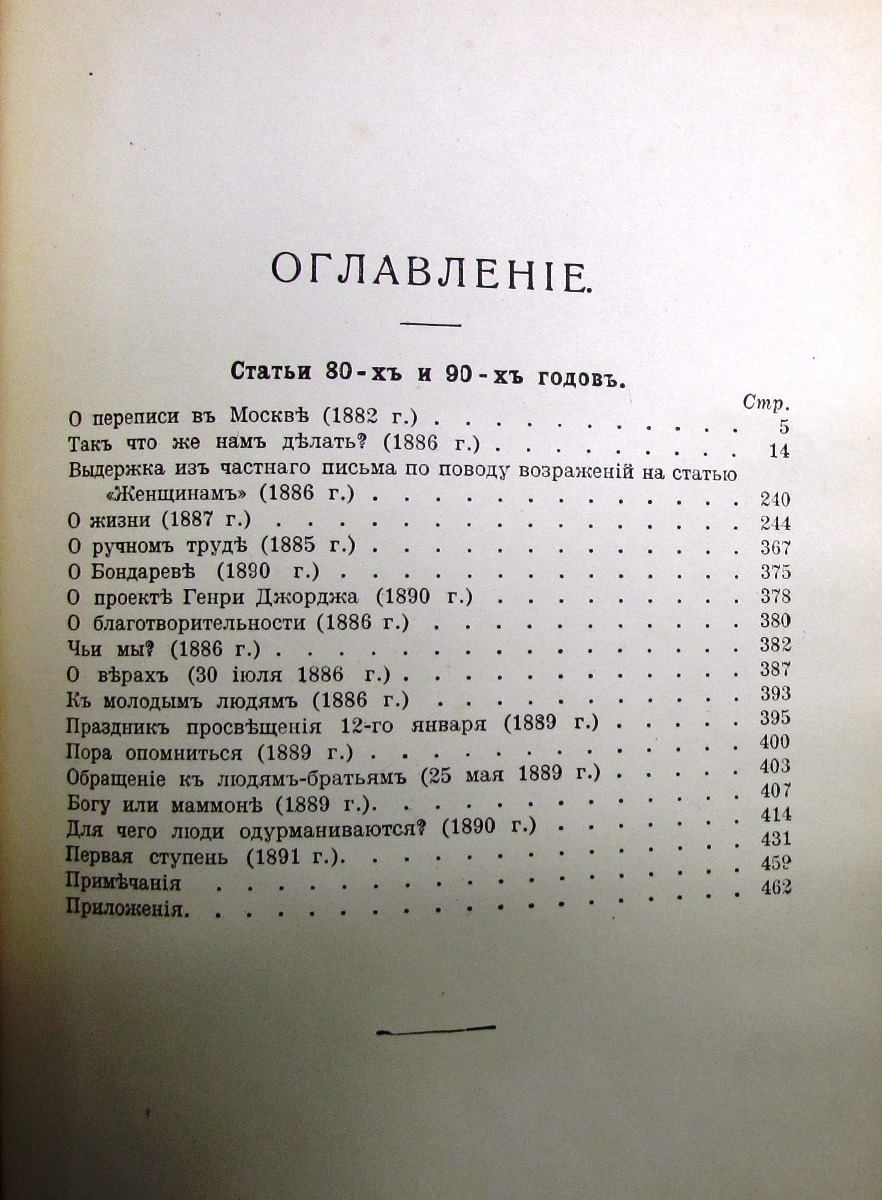 ОГЛАВЛЕНІЕ.
Статьи 80-хъ и 90-хъ годовъ.
Стр.
О переписи въ Москвѣ (1882 г.) . . . . . . . . . . . 5
Такъ что же намъ дѣлать? (1886 г.) . . . . . . . . . 14
Выдержка изъ частнаго письма по поводу возраженій на статью
«Женщинамъ» (1886 г.) . . . . . . . . . . . . . 240
О жизни (1887 г.) . . . . . . . . . . . . . . . . 244
О ручномъ трудѣ (1885 г.) . . . . . . . . . . . . . 367
О Бондаревѣ (1890 г.) . . . . . . . . . . . . . . 375
О проектѣ Генри Джорджа (1890 г.) . . . . . . . . . 378
О благотворительности (1886 г.) . . . . . . . . . . . 380
Чьи мы? (1886 г.) . . . . . . . . . . . . . . . . 382
О вѣрахъ (30 іюля 1886 г.) . . . . . . . . . . . . 387
Къ молодымъ людямъ (1886 г.) . . . . . . . . . . . 393
Праздникъ просвѣщенія 12-го января (1889 г.) . . . . . 395
Пора опомниться (1889 г.) . . . . . . . . . . . . . 400
Обращеніе къ людямъ-братьямъ (25 мая 1889 г.) . . . . . 403
Богу или маммонѣ (1889 г.). . . . . . . . . . . . . 407
Для чего люди одурманиваются? (1890 г.) . . . . . . . 414
Первая ступень (1891 г.). . . . . . . . . . . . . . 431
Примѣчанія . . . . . . . . . . . . . . . . . . 459
Приложенія. . . . . . . . . . . . . . . . . . . 462